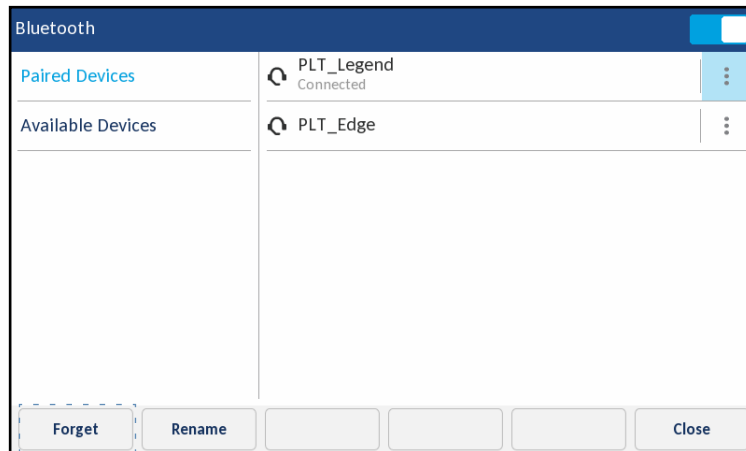 Bluetooth
Paired Devices
Available Devices
PLT_Legend
Connected
PLT_Edge
Forget
Rename
Close